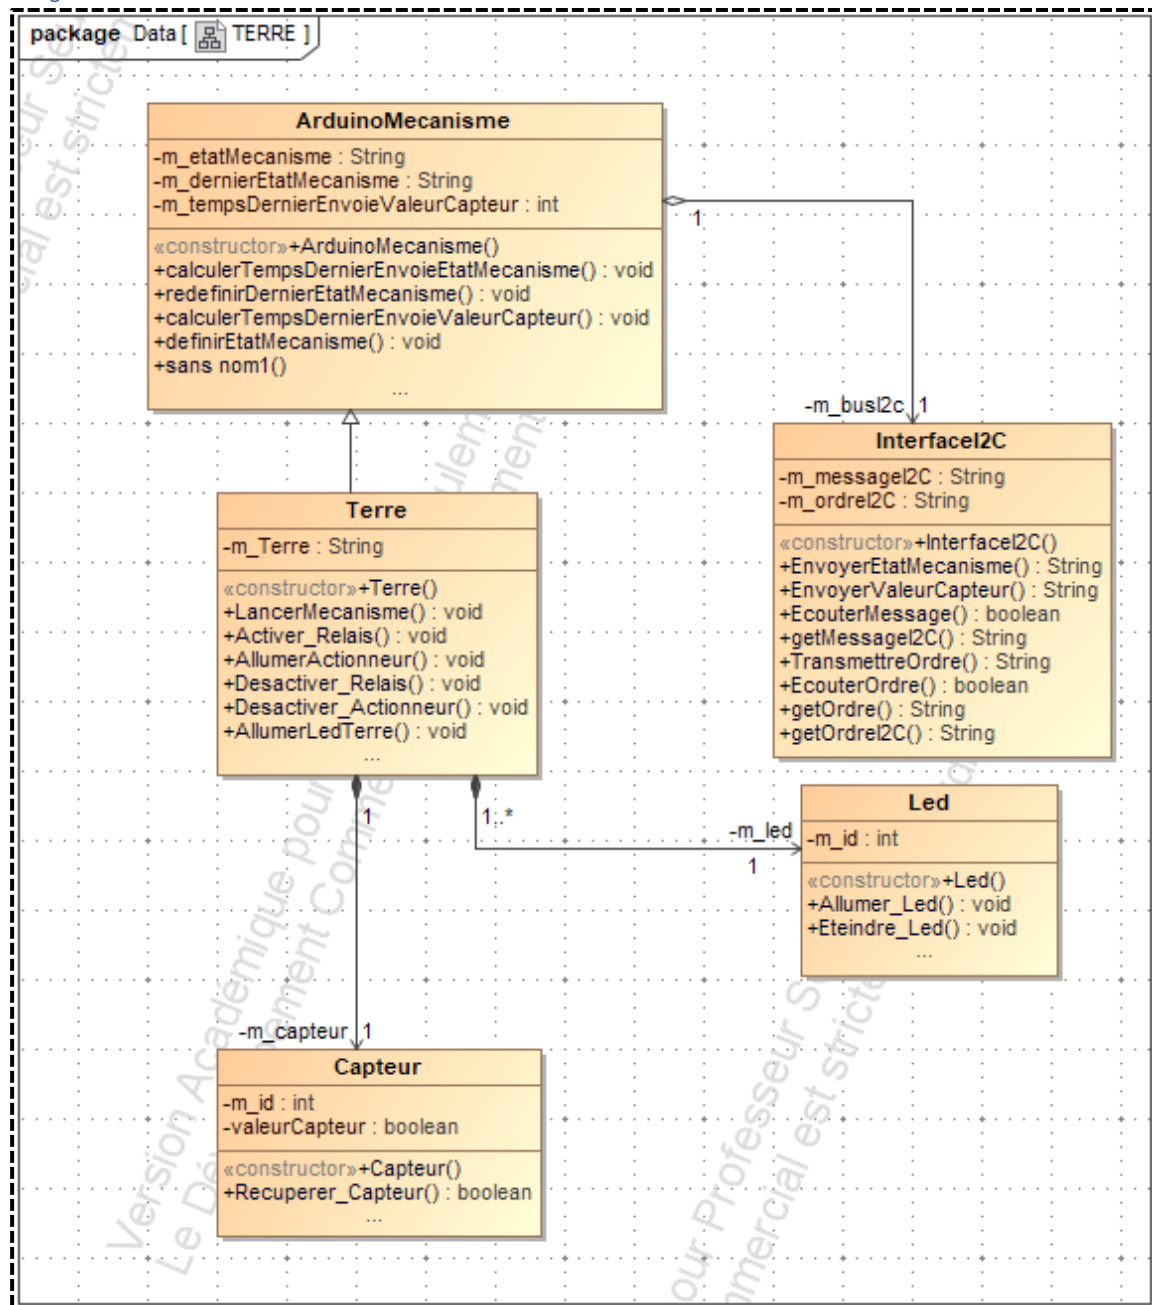 package Data [ TERRE ]
ArduinoMecanisme
-m_etatMecanisme : String
-m_dernierEtatMecanisme : String
-m_tempsDernierEnvoieValeurCapteur : int
«constructor»+ArduinoMecanisme()
+calculerTempsDernierEnvoieEtatMecanisme() : void
+redefinirDernierEtatMecanisme() : void
+calculerTempsDernierEnvoieValeurCapteur() : void
+definirEtatMecanisme() : void
+sans nom1()
...
1
-m_busI2c 1
InterfaceI2C
-m_messageI2C : String
-m_ordreI2C : String
«constructor»+InterfaceI2C()
+EnvoyerEtatMecanisme() : String
+EnvoyerValeurCapteur() : String
+EcouterMessage() : boolean
+getMessageI2C() : String
+TransmettreOrdre() : String
+EcouterOrdre() : boolean
+getOrdre() : String
+getOrdreI2C() : String
Terre
-m_Terre : String
«constructor»+Terre()
+LancerMecanisme() : void
+Activer_Relais() : void
+AllumerActionneur() : void
+Desactiver_Relais() : void
+Desactiver_Actionneur() : void
+AllumerLedTerre() : void
...
1
1..*
-m_led
1
Led
-m_id : int
«constructor»+Led()
+Allumer_Led() : void
+Eteindre_Led() : void
...
-m_capteur 1
Capteur
-m_id : int
-valeurCapteur : boolean
«constructor»+Capteur()
+Recuperer_Capteur() : boolean
...
Version Académique pour